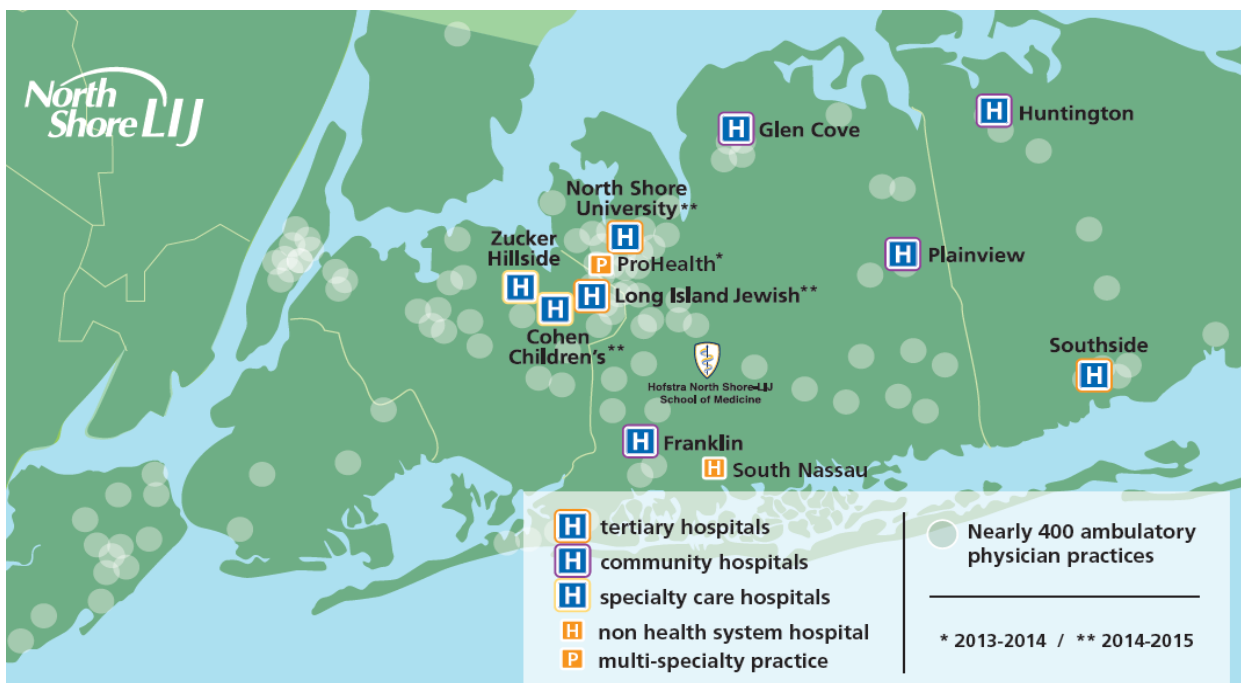 North
Shore LIJ
Huntington
Glen Cove
North Shore
University**
Zucker
Hillside
ProHealth*
Plainview
Long Island Jewish**
Cohen
Children's**
Southside
Hofstra North Shore-LIJ
School of Medicine
Franklin
South Nassau
H tertiary hospitals
H community hospitals
H specialty care hospitals
H non health system hospital
P multi-specialty practice
Nearly 400 ambulatory
physician practices
* 2013-2014 / ** 2014-2015